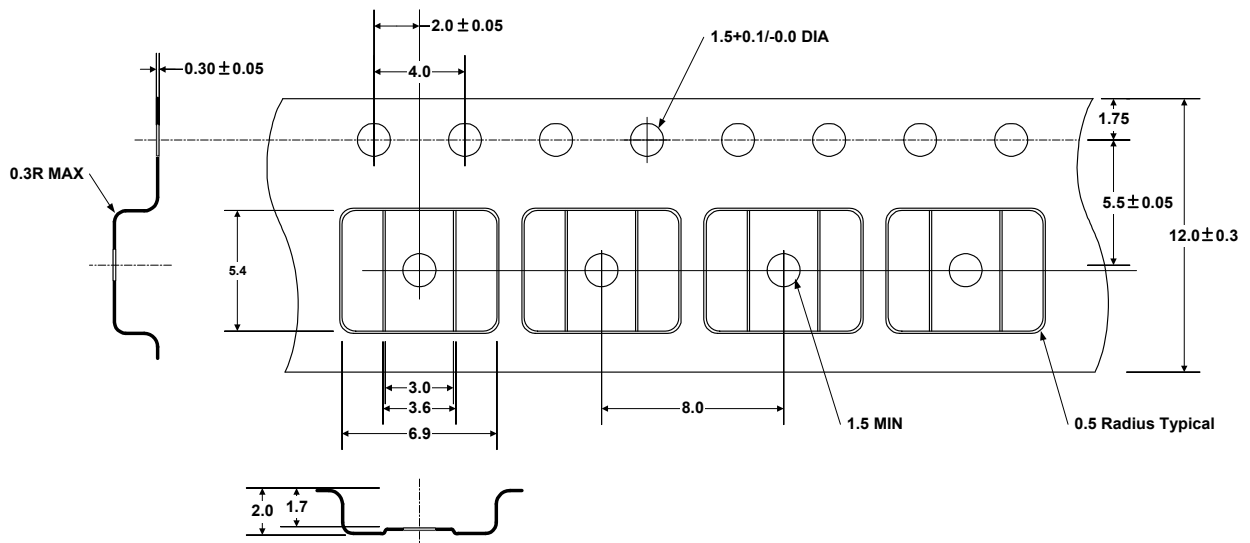 2.0 ± 0.05
1.5+0.1/-0.0 DIA
0.30 ± 0.05
4.0
1.75
0.3R MAX
5.5 ± 0.05
12.0 ± 0.3
5.4
3.0
3.6
6.9
8.0
1.5 MIN
0.5 Radius Typical
2.0
1.7